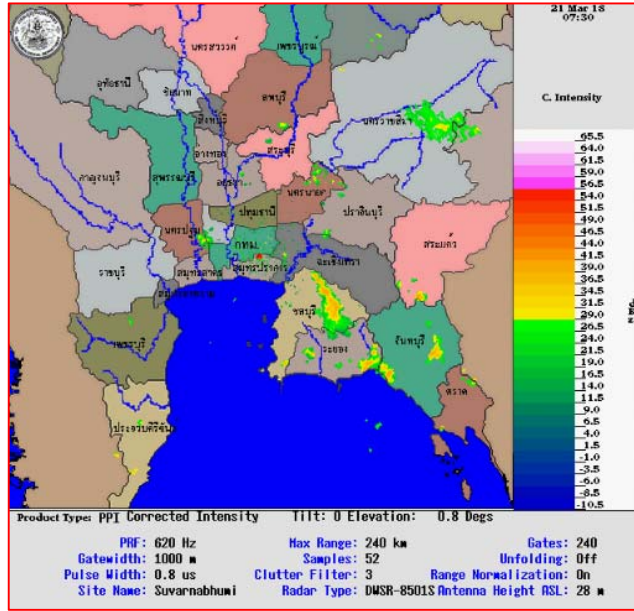 21 Mar 18
07:30
นครสวรรค์
เพชรบูรณ์
อุทัยธานี
ชัยนาท
ลพบุรี
C. Intensity
สิงห์บุรี
นครราชสีมา
อ่างทอง
สระบุรี
65.5
64.0
61.5
59.0
56.5
54.0
51.5
49.0
46.5
44.0
41.5
39.0
36.5
34.0
31.5
29.0
26.5
24.0
21.5
19.0
16.5
14.0
11.5
9.0
6.5
4.0
1.5
-1.0
-3.5
-6.0
-8.5
-10.5
กาญจนบุรี
สุพรรณบุรี
อยุธยา
นครนายก
ปทุมธานี
ปราจีนบุรี
นครปฐม
กทม.
สระแก้ว
ราชบุรี
สมุทรสาคร
สมุทรปราการ
ฉะเชิงเทรา
ชลบุรี
เพชรบุรี
ระยอง
จันทบุรี
ตราด
ประจวบคีรีขันธ์
Product Type: PPI Corrected Intensity Tilt: 0 Elevation: 0.8 Degs
PRF: 620 Hz Max Range: 240 km Gates: 240
Gatewidth: 1000 m Samples: 52 Unfolding: Off
Pulse Width: 0.8 us Clutter Filter: 3 Range Normalization: On
Site Name: Suvarnabhumi Radar Type: DWSR-8501S Antenna Height ASL: 28 m